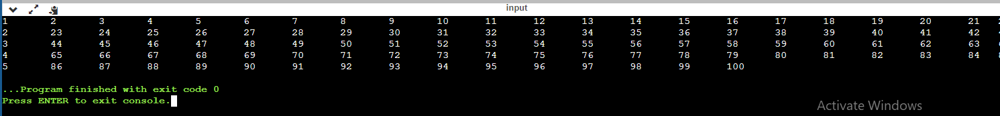 input
1 2 3 4 5 6 7 8 9 10 11 12 13 14 15 16 17 18 19 20 21
2 23 24 25 26 27 28 29 30 31 32 33 34 35 36 37 38 39 40 41 42
3 44 45 46 47 48 49 50 51 52 53 54 55 56 57 58 59 60 61 62 63
4 65 66 67 68 69 70 71 72 73 74 75 76 77 78 79 80 81 82 83 84
5 86 87 88 89 90 91 92 93 94 95 96 97 98 99 100
...Program finished with exit code 0
Press ENTER to exit console.
Activate Windows